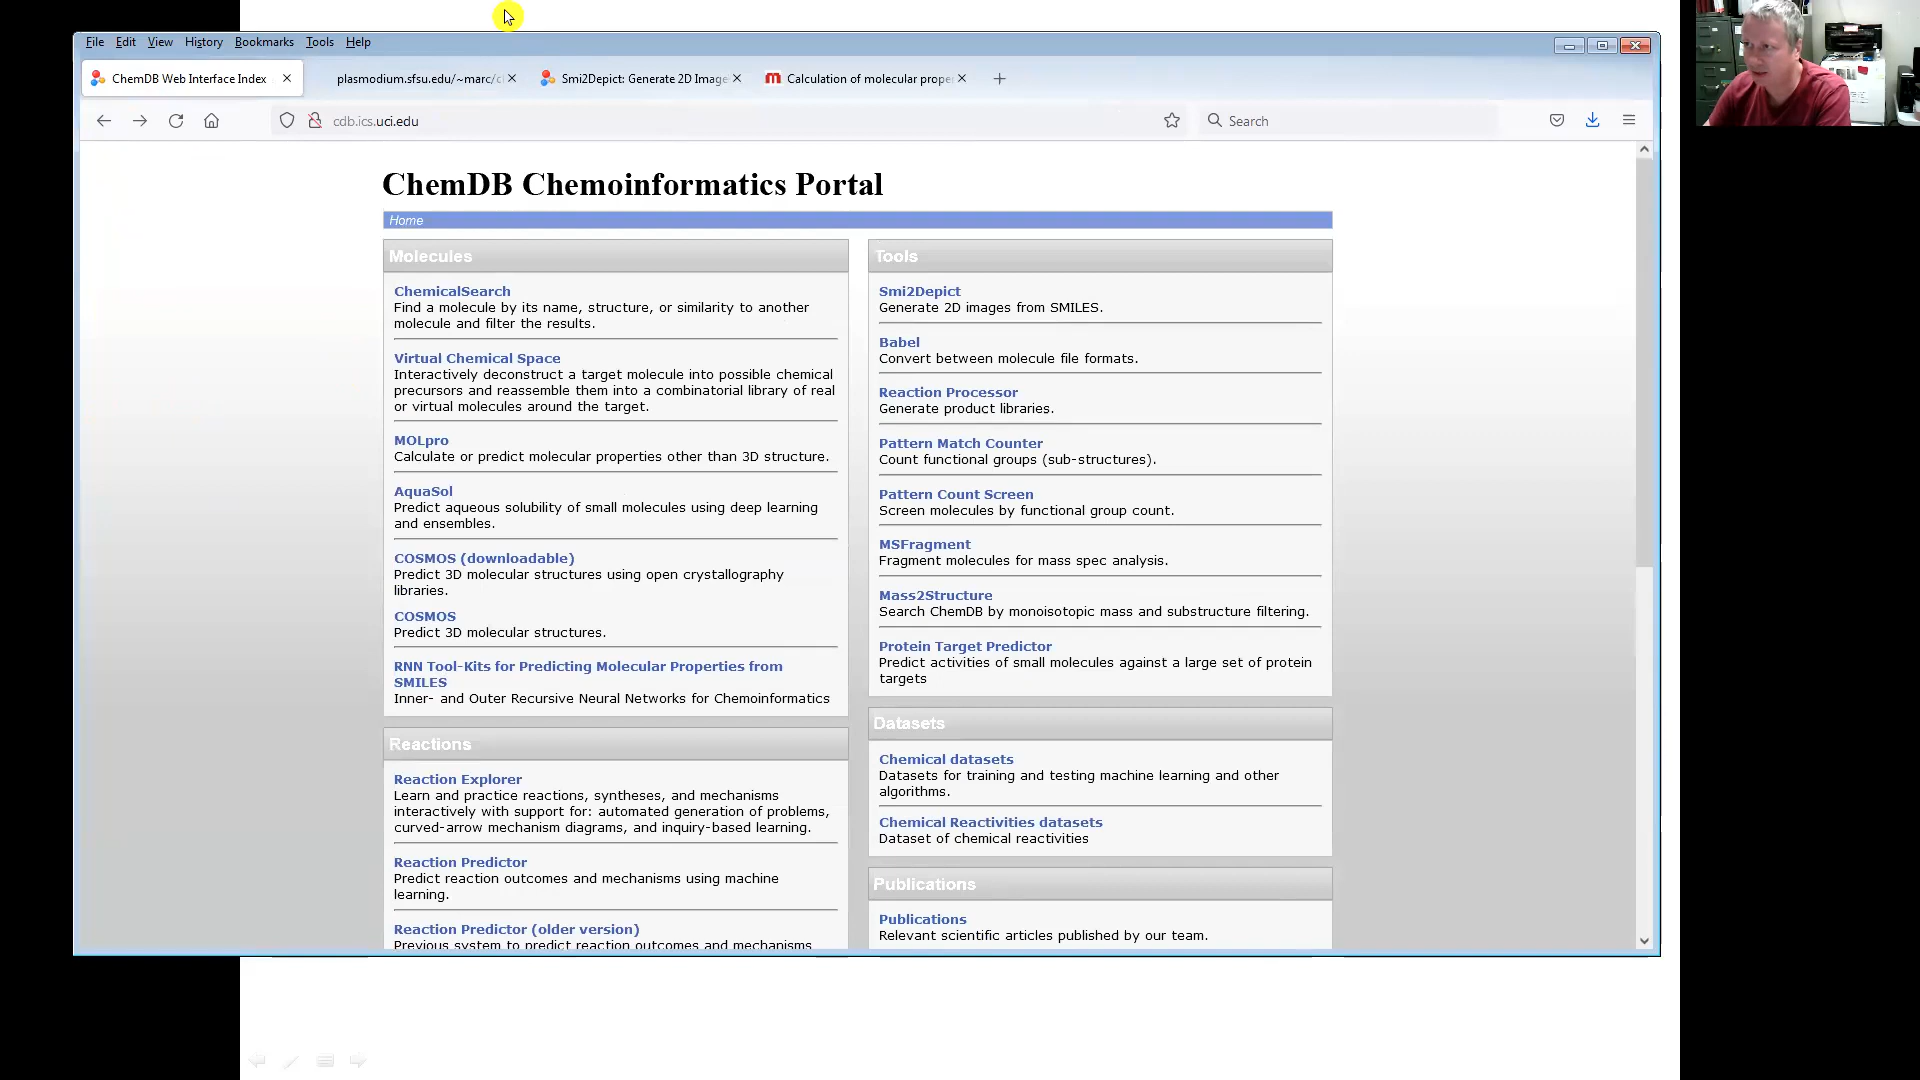 File Edit View History Bookmarks Tools Help
ChemDB Web Interface Index
plasmodium.sfsu.edu/~marc/c
Smi2Depict: Generate 2D Image
Calculation of molecular prope
cdb.ics.uci.edu
Search
ChemDB Chemoinformatics Portal
Home
Molecules
ChemicalSearch
Find a molecule by its name, structure, or similarity to another
molecule and filter the results.
Virtual Chemical Space
Interactively deconstruct a target molecule into possible chemical
precursors and reassemble them into a combinatorial library of real
or virtual molecules around the target.
MOLpro
Calculate or predict molecular properties other than 3D structure.
AquaSol
Predict aqueous solubility of small molecules using deep learning
and ensembles.
COSMOS (downloadable)
Predict 3D molecular structures using open crystallography
libraries.
COSMOS
Predict 3D molecular structures.
RNN Tool-Kits for Predicting Molecular Properties from
SMILES
Inner- and Outer Recursive Neural Networks for Chemoinformatics
Reactions
Reaction Explorer
Learn and practice reactions, syntheses, and mechanisms
interactively with support for: automated generation of problems,
curved-arrow mechanism diagrams, and inquiry-based learning.
Reaction Predictor
Predict reaction outcomes and mechanisms using machine
learning.
Reaction Predictor (older version)
Previous system to predict reaction outcomes and mechanisms
Tools
Smi2Depict
Generate 2D images from SMILES.
Babel
Convert between molecule file formats.
Reaction Processor
Generate product libraries.
Pattern Match Counter
Count functional groups (sub-structures).
Pattern Count Screen
Screen molecules by functional group count.
MSFragment
Fragment molecules for mass spec analysis.
Mass2Structure
Search ChemDB by monoisotopic mass and substructure filtering.
Protein Target Predictor
Predict activities of small molecules against a large set of protein
targets
Datasets
Chemical datasets
Datasets for training and testing machine learning and other
algorithms.
Chemical Reactivities datasets
Dataset of chemical reactivities
Publications
Publications
Relevant scientific articles published by our team.